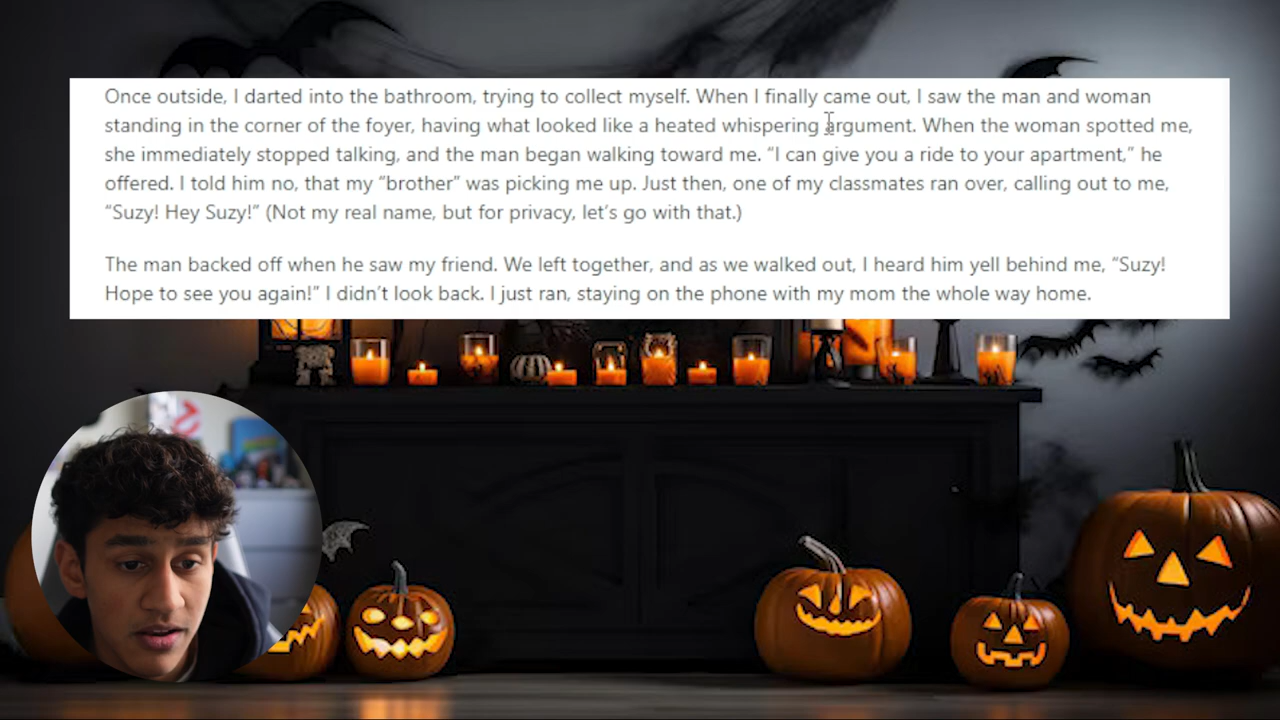 Once outside, I darted into the bathroom, trying to collect myself. When I finally came out, I saw the man and woman
standing in the corner of the foyer, having what looked like a heated whispering argument. When the woman spotted me,
she immediately stopped talking, and the man began walking toward me. “I can give you a ride to your apartment,” he
offered. I told him no, that my “brother” was picking me up. Just then, one of my classmates ran over, calling out to me,
“Suzy! Hey Suzy!” (Not my real name, but for privacy, let’s go with that.)
The man backed off when he saw my friend. We left together, and as we walked out, I heard him yell behind me, “Suzy!
Hope to see you again!” I didn’t look back. I just ran, staying on the phone with my mom the whole way home.